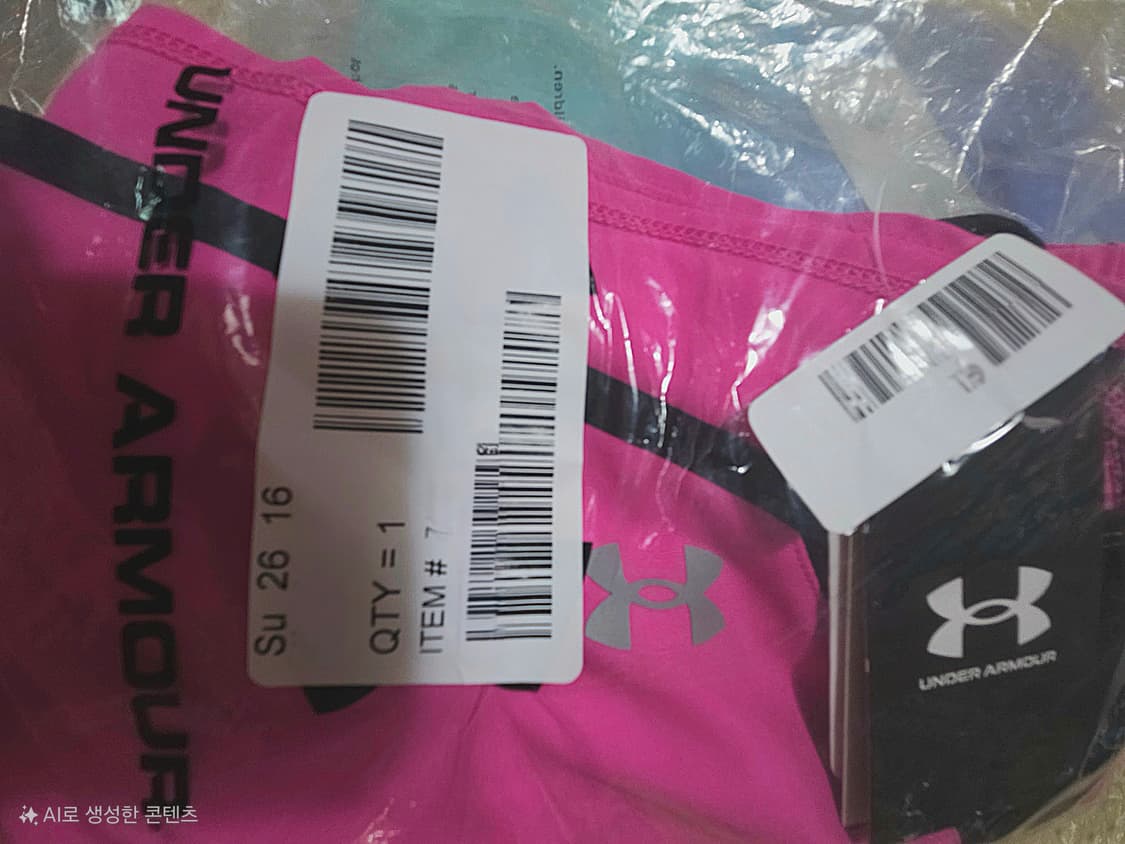 UNDER ARMOUR
Su 26 16
QTY = 1
ITEM # 7
UNDER ARMOUR
AI로 생성한 콘텐츠